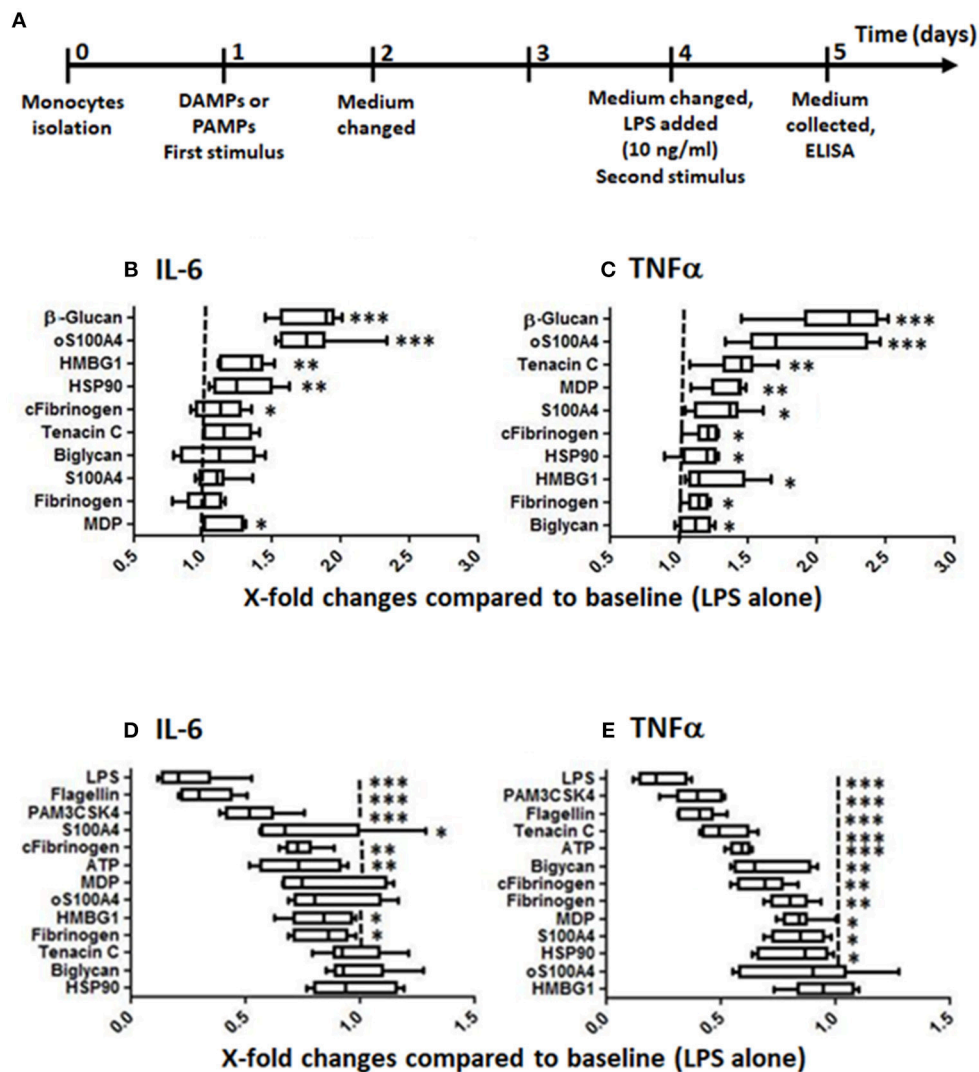 A
0 1 2 3 4 5 Time (days)
Monocytes
isolation
DAMPs or
PAMPs
First stimulus
Medium
changed
Medium changed,
LPS added
(10 ng/ml)
Second stimulus
Medium
collected,
ELISA
B IL-6
β-Glucan ***
oS100A4 ***
HMBG1 **
HSP90 **
cFibrinogen *
Tenacin C
Biglycan
S100A4
Fibrinogen
MDP *
0.5 1.0 1.5 2.0 2.5 3.0
C TNFα
β-Glucan ***
oS100A4 ***
Tenacin C **
MDP **
S100A4 *
cFibrinogen *
HSP90 *
HMBG1 *
Fibrinogen *
Biglycan *
0.5 1.0 1.5 2.0 2.5 3.0
X-fold changes compared to baseline (LPS alone)
D IL-6
LPS ***
Flagellin ***
PAM3CSK4 ***
S100A4 *
cFibrinogen **
ATP **
MDP
oS100A4
HMBG1 *
Fibrinogen *
Tenacin C
Biglycan
HSP90
0.0 0.5 1.0 1.5
E TNFα
LPS ***
PAM3CSK4 ***
Flagellin ***
Tenacin C ***
ATP ***
Bigycan **
cFibrinogen **
Fibrinogen **
MDP *
S100A4 *
HSP90 *
oS100A4
HMBG1
0.0 0.5 1.0 1.5
X-fold changes compared to baseline (LPS alone)